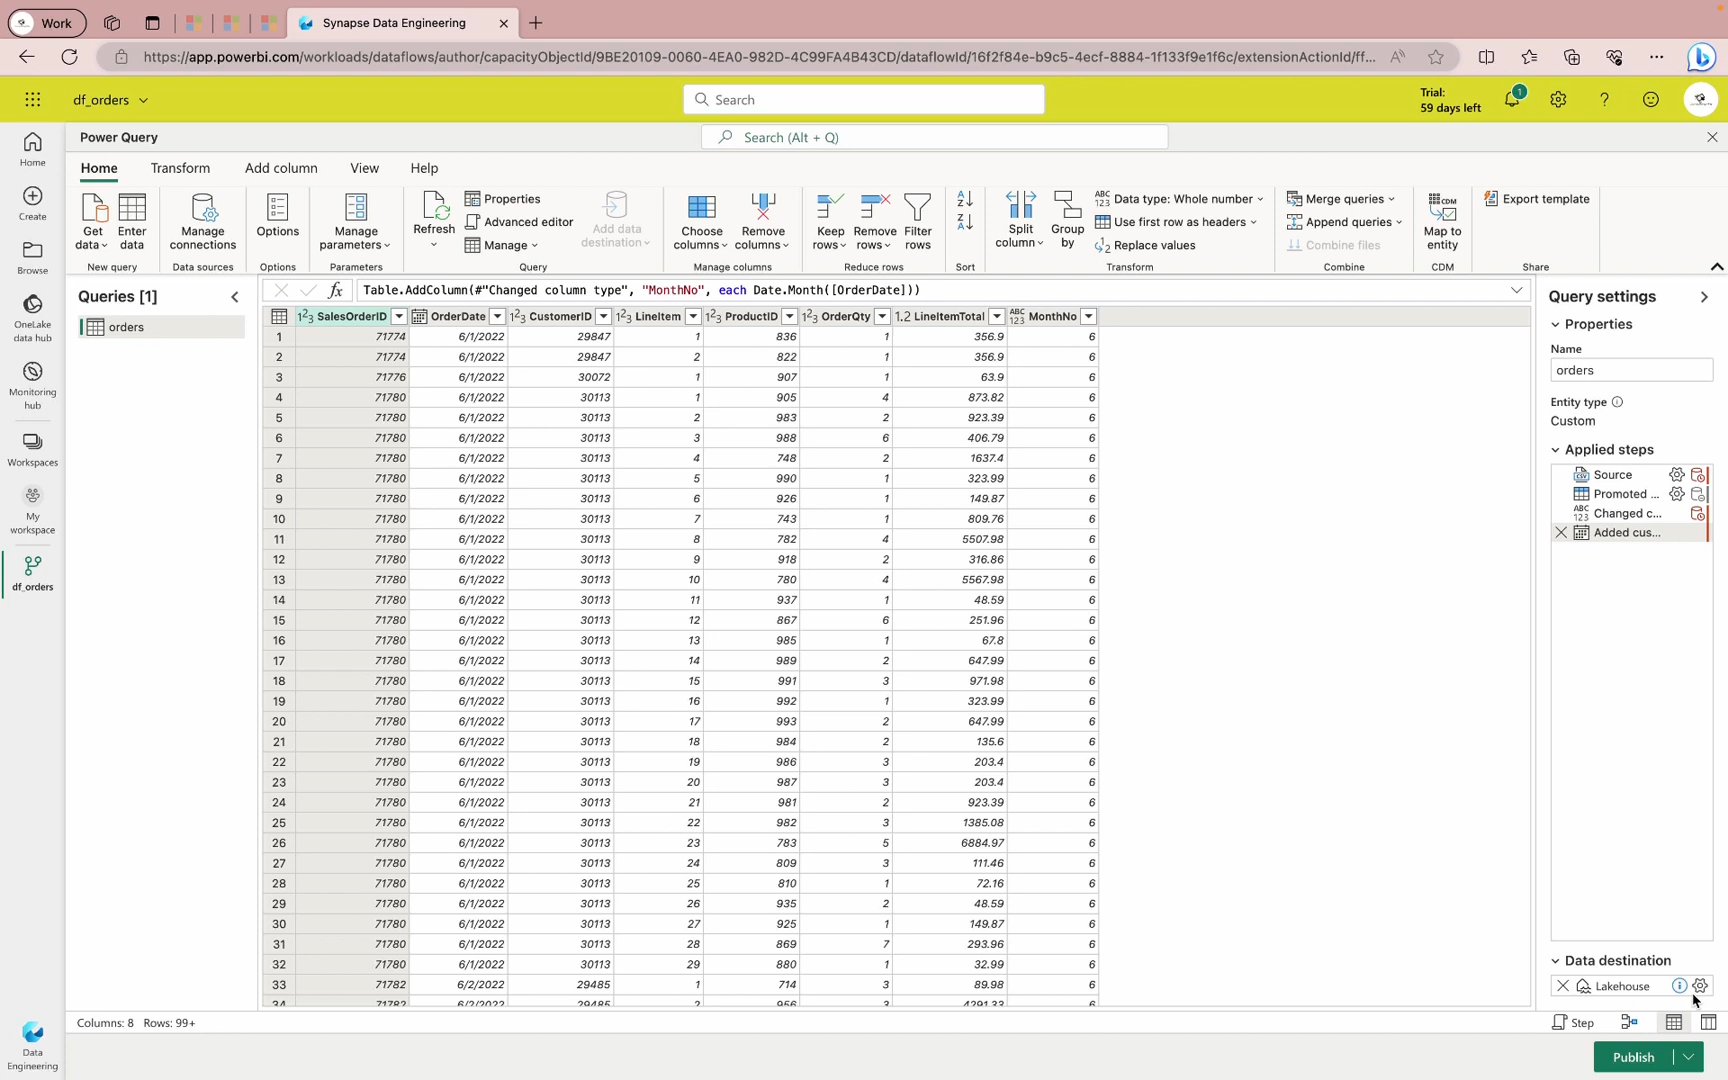 Work
Synapse Data Engineering
https://app.powerbi.com/workloads/dataflows/author/capacityObjectId/9BE20109-0060-4EA0-982D-4C99FA4B43CD/dataflowId/16f2f84e-b9c5-4ecf-8884-1f133f9e1f6c/extensionActionId/ff...
df_orders
Search
Trial:
59 days left
1
Power Query
Search (Alt + Q)
Home Transform Add column View Help
Get data
Enter data
New query
Manage connections
Data sources
Options
Options
Manage parameters
Parameters
Refresh
Properties
Advanced editor
Manage
Query
Add data destination
Choose columns
Remove columns
Manage columns
Keep rows
Remove rows
Filter rows
Reduce rows
Sort
Split column
Group by
Data type: Whole number
Use first row as headers
Replace values
Transform
Merge queries
Append queries
Combine files
Combine
Map to entity
CDM
Export template
Share
Home
Create
Browse
OneLake data hub
Monitoring hub
Workspaces
My workspace
df_orders
Data Engineering
Queries [1]
orders
fx Table.AddColumn(#"Changed column type", "MonthNo", each Date.Month([OrderDate]))
SalesOrderID OrderDate CustomerID LineItem ProductID OrderQty LineItemTotal MonthNo
1 71774 6/1/2022 29847 1 836 1 356.9 6
2 71774 6/1/2022 29847 2 822 1 356.9 6
3 71776 6/1/2022 30072 1 907 1 63.9 6
4 71780 6/1/2022 30113 1 905 4 873.82 6
5 71780 6/1/2022 30113 2 983 2 923.39 6
6 71780 6/1/2022 30113 3 988 6 406.79 6
7 71780 6/1/2022 30113 4 748 2 1637.4 6
8 71780 6/1/2022 30113 5 990 1 323.99 6
9 71780 6/1/2022 30113 6 926 1 149.87 6
10 71780 6/1/2022 30113 7 743 1 809.76 6
11 71780 6/1/2022 30113 8 782 4 5507.98 6
12 71780 6/1/2022 30113 9 918 2 316.86 6
13 71780 6/1/2022 30113 10 780 4 5567.98 6
14 71780 6/1/2022 30113 11 937 1 48.59 6
15 71780 6/1/2022 30113 12 867 6 251.96 6
16 71780 6/1/2022 30113 13 985 1 67.8 6
17 71780 6/1/2022 30113 14 989 2 647.99 6
18 71780 6/1/2022 30113 15 991 3 971.98 6
19 71780 6/1/2022 30113 16 992 1 323.99 6
20 71780 6/1/2022 30113 17 993 2 647.99 6
21 71780 6/1/2022 30113 18 984 2 135.6 6
22 71780 6/1/2022 30113 19 986 3 203.4 6
23 71780 6/1/2022 30113 20 987 3 203.4 6
24 71780 6/1/2022 30113 21 981 2 923.39 6
25 71780 6/1/2022 30113 22 982 3 1385.08 6
26 71780 6/1/2022 30113 23 783 5 6884.97 6
27 71780 6/1/2022 30113 24 809 3 111.46 6
28 71780 6/1/2022 30113 25 810 1 72.16 6
29 71780 6/1/2022 30113 26 935 2 48.59 6
30 71780 6/1/2022 30113 27 925 1 149.87 6
31 71780 6/1/2022 30113 28 869 7 293.96 6
32 71780 6/1/2022 30113 29 880 1 32.99 6
33 71782 6/2/2022 29485 1 714 3 89.98 6
34 71782 6/2/2022 29485 2 956 3 4291.33 6
Query settings
Properties
Name
orders
Entity type
Custom
Applied steps
Source
Promoted ...
Changed c...
Added cus...
Data destination
Lakehouse
Columns: 8 Rows: 99+
Step
Publish